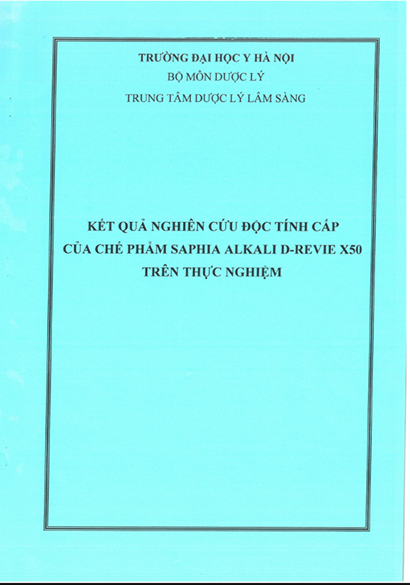 TRƯỜNG ĐẠI HỌC Y HÀ NỘI
BỘ MÔN DƯỢC LÝ
TRUNG TÂM DƯỢC LÝ LÂM SÀNG
KẾT QUẢ NGHIÊN CỨU ĐỘC TÍNH CẤP
CỦA CHẾ PHẨM SAPHIA ALKALI D-REVIE X50
TRÊN THỰC NGHIỆM